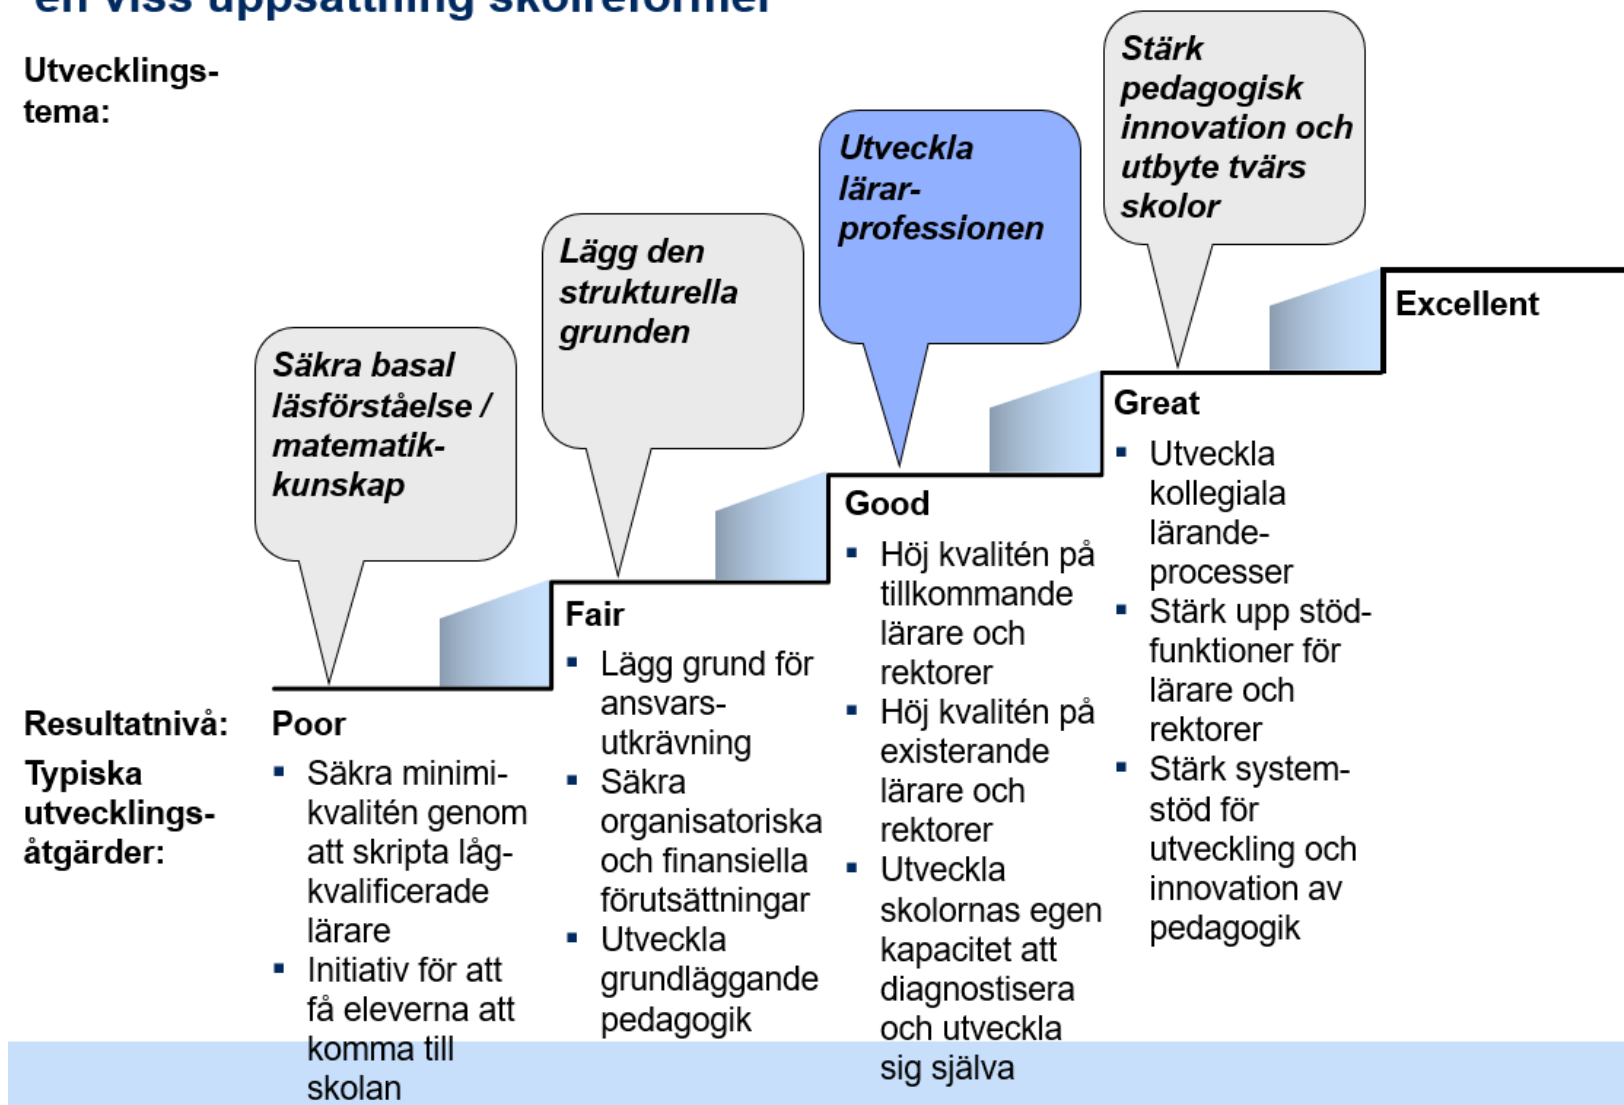 en viss uppsättning skolreformer
Utvecklings-
tema:
Säkra basal
läsförståelse /
matematik-
kunskap
Lägg den
strukturella
grunden
Utveckla
lärar-
professionen
Stärk
pedagogisk
innovation och
utbyte tvärs
skolor
Resultatnivå:
Typiska
utvecklings-
åtgärder:
Poor
▪ Säkra minimi-
kvalitén genom
att skripta låg-
kvalificerade
lärare
▪ Initiativ för att
få eleverna att
komma till
skolan
Fair
▪ Lägg grund för
ansvars-
utkrävning
▪ Säkra
organisatoriska
och finansiella
förutsättningar
▪ Utveckla
grundläggande
pedagogik
Good
▪ Höj kvalitén på
tillkommande
lärare och
rektorer
▪ Höj kvalitén på
existerande
lärare och
rektorer
▪ Utveckla
skolornas egen
kapacitet att
diagnostisera
och utveckla
sig själva
Great
▪ Utveckla
kollegiala
lärande-
processer
▪ Stärk upp stöd-
funktioner för
lärare och
rektorer
▪ Stärk system-
stöd för
utveckling och
innovation av
pedagogik
Excellent